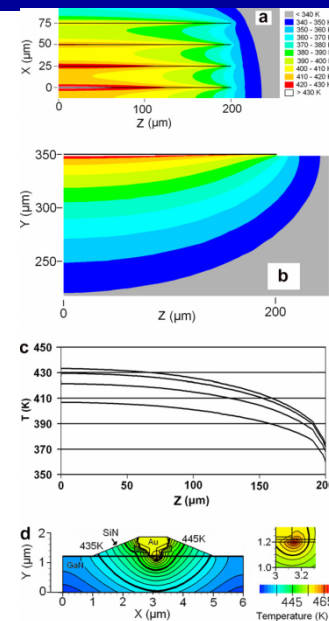 a
75
50
25
0
X (µm)
0
100
200
Z (µm)
< 340 K
340 - 350 K
350 - 360 K
360 - 370 K
370 - 380 K
380 - 390 K
390 - 400 K
400 - 410 K
410 - 420 K
420 - 430 K
> 430 K
350
300
250
Y (µm)
b
0
200
Z (µm)
c
450
430
410
390
370
350
T (K)
0
50
100
150
200
Z (µm)
d
SiN
Au
435K
445K
GaN
2
1
0
Y (µm)
0 1 2 3 4 5 6
X (µm)
1.2
1.0
3 3.2
445 465
Temperature (K)